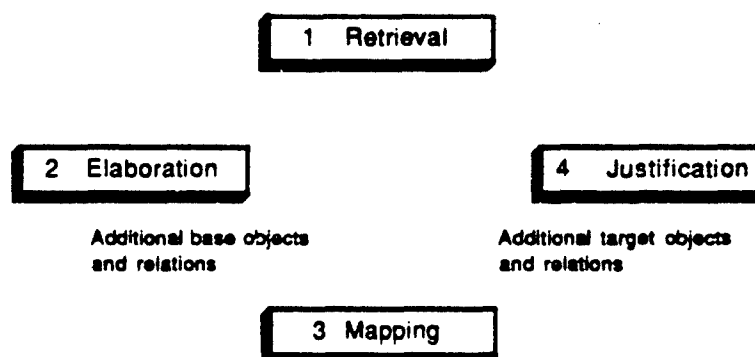 1 Retrieval
2 Elaboration
4 Justification
Additional base objects
and relations
Additional target objects
and relations
3 Mapping